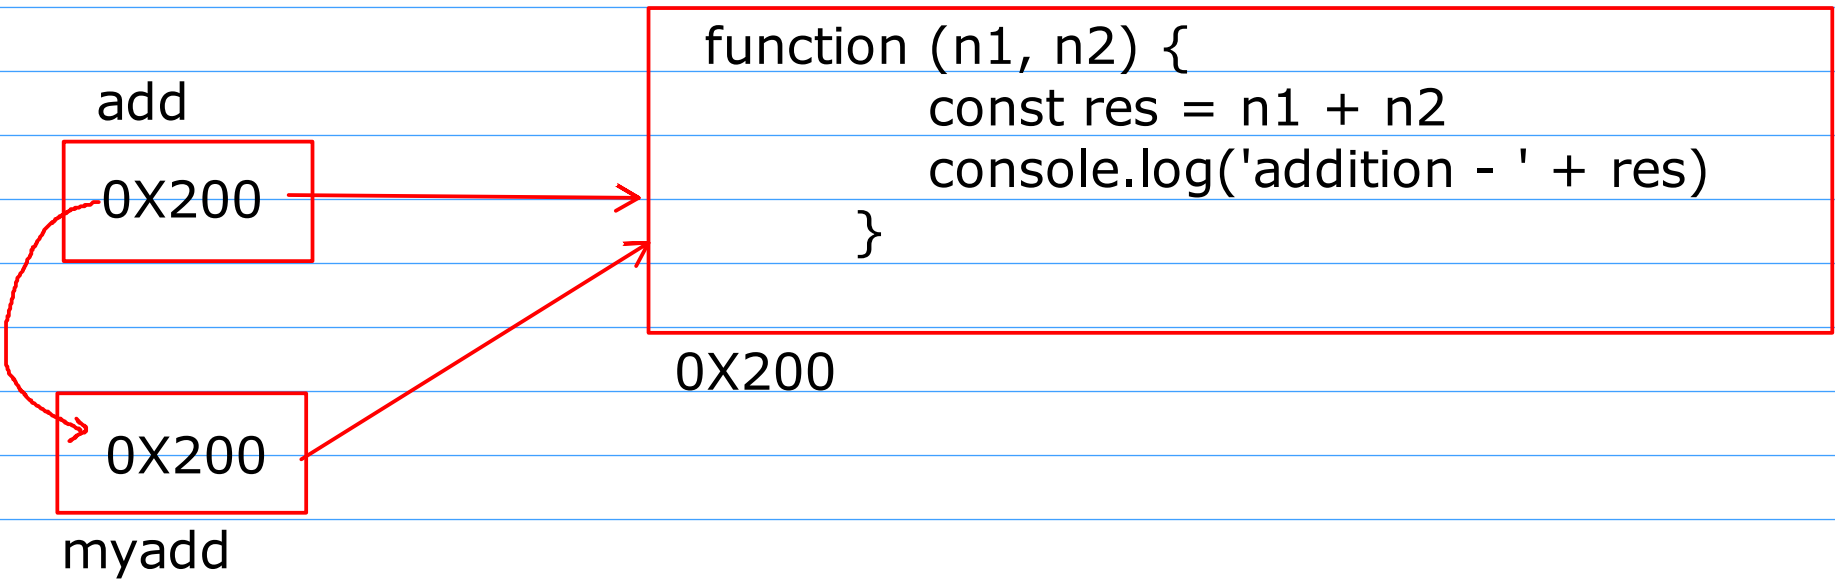 function (n1, n2) {
const res = n1 + n2
console.log('addition - ' + res)
}
0X200
add
0X200
0X200
myadd